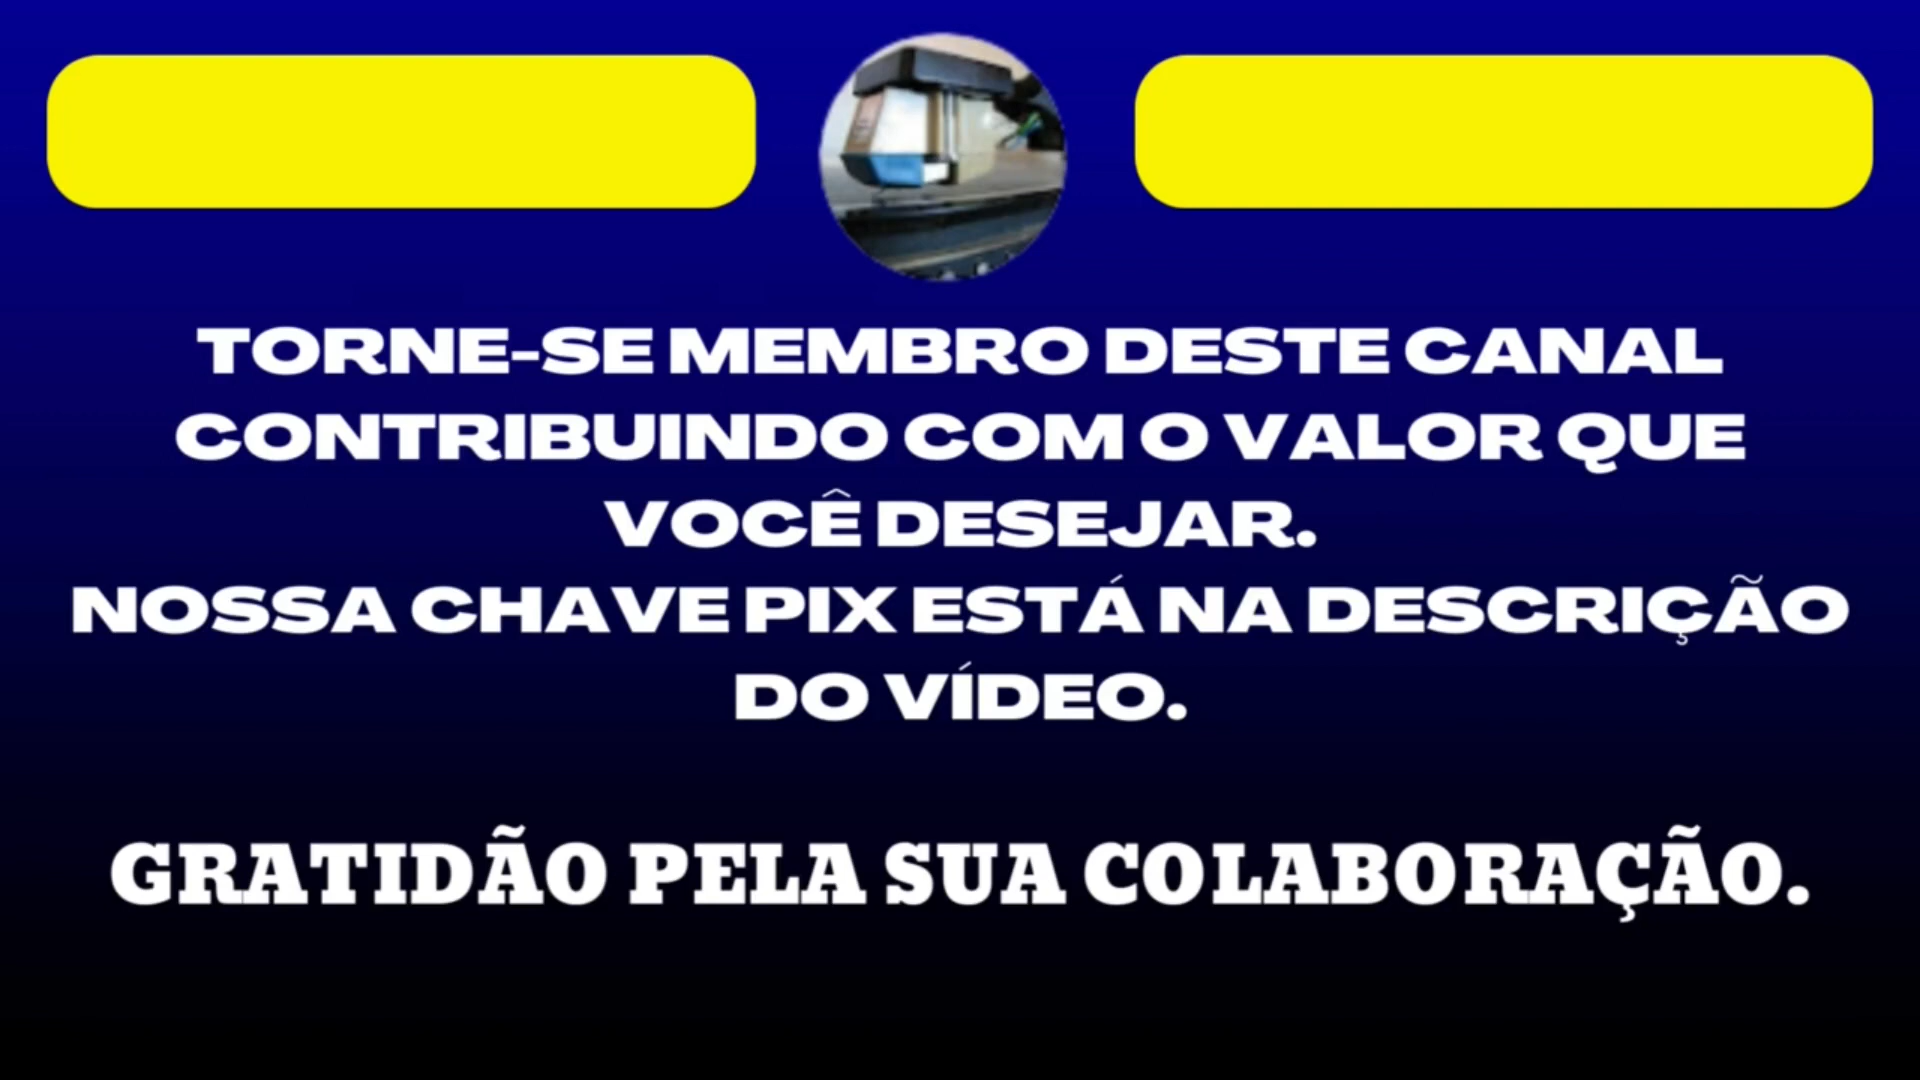 TORNE-SE MEMBRO DESTE CANAL
CONTRIBUINDO COM O VALOR QUE
VOCÊ DESEJAR.
NOSSA CHAVE PIX ESTÁ NA DESCRIÇÃO
DO VÍDEO.
GRATIDÃO PELA SUA COLABORAÇÃO.